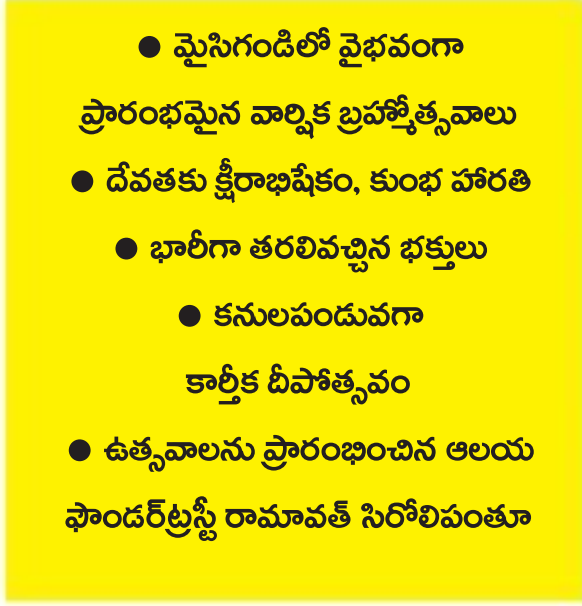 ● మైసిగండిలో వైభవంగా
ప్రారంభమైన వార్షిక బ్రహ్మోత్సవాలు
● దేవతకు క్షీరాభిషేకం, కుంభ హారతి
● భారీగా తరలివచ్చిన భక్తులు
● కనులపండువగా
కార్తీక దీపోత్సవం
● ఉత్సవాలను ప్రారంభించిన ఆలయ
ఫౌండర్‌ట్రస్టీ రామావత్ సిరోలిపంతూ